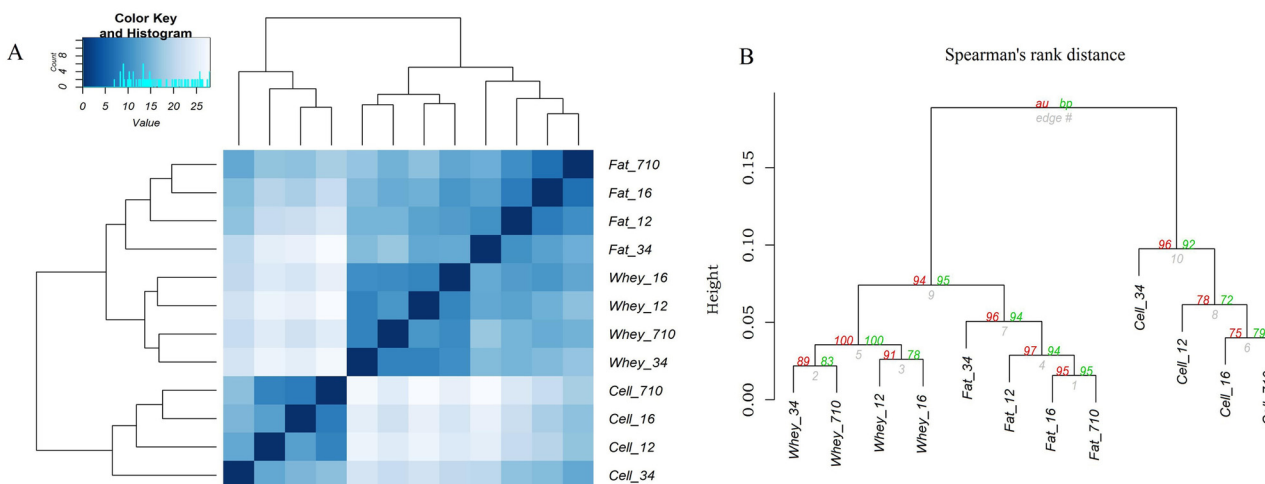 A
Color Key
and Histogram
Count
0 4 8
0 5 10 15 20 25
Value
Fat_710
Fat_16
Fat_12
Fat_34
Whey_16
Whey_12
Whey_710
Whey_34
Cell_710
Cell_16
Cell_12
Cell_34
B
Spearman's rank distance
Height
0.00 0.05 0.10 0.15
au bp
edge #
96 92
10
94 95
9
78 72
8
96 94
7
75 79
6
100 100
5
97 94
4
91 78
3
89 83
2
95 95
1
Whey_34
Whey_710
Whey_12
Whey_16
Fat_34
Fat_12
Fat_16
Fat_710
Cell_34
Cell_12
Cell_16